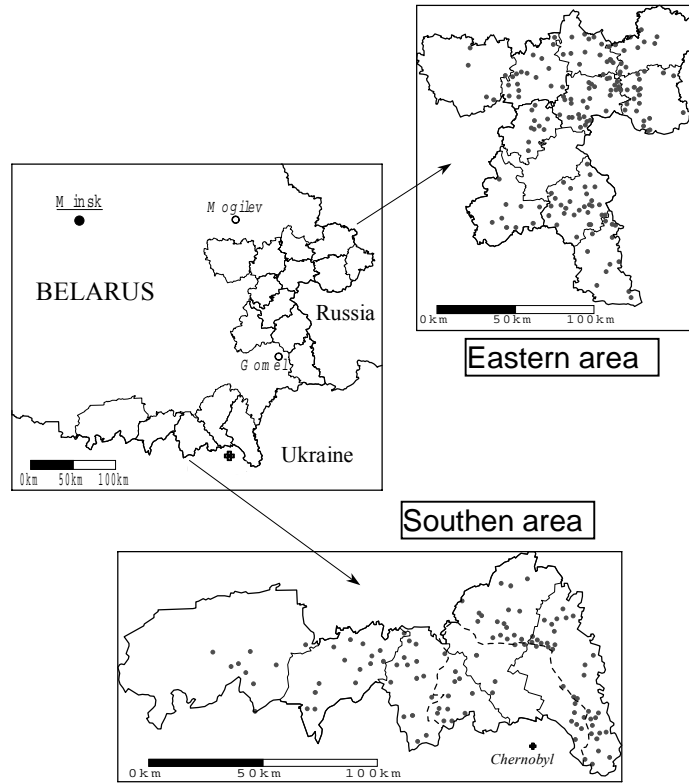 Minsk
Mogilev
BELARUS
Russia
Gomel
Ukraine
0km 50km 100km
0km 50km 100km
Eastern area
Southen area
Chernobyl
0km 50km 100km